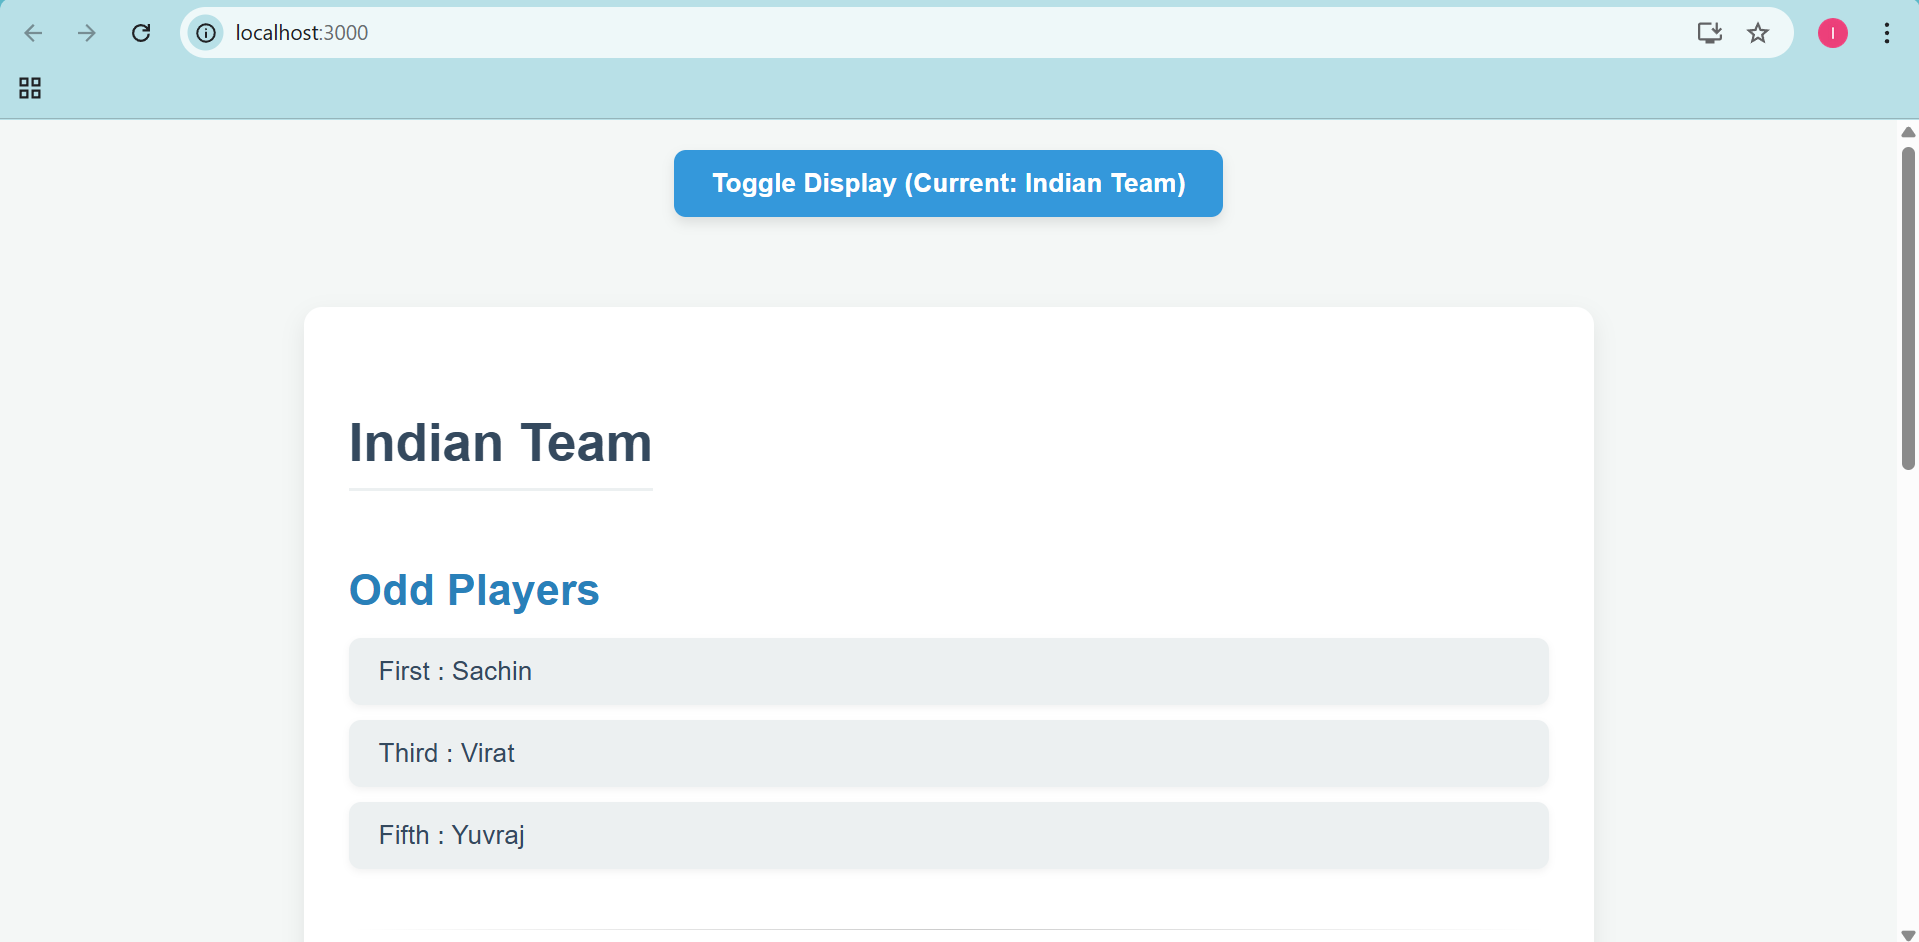 localhost:3000
I
Toggle Display (Current: Indian Team)
Indian Team
Odd Players
First : Sachin
Third : Virat
Fifth : Yuvraj